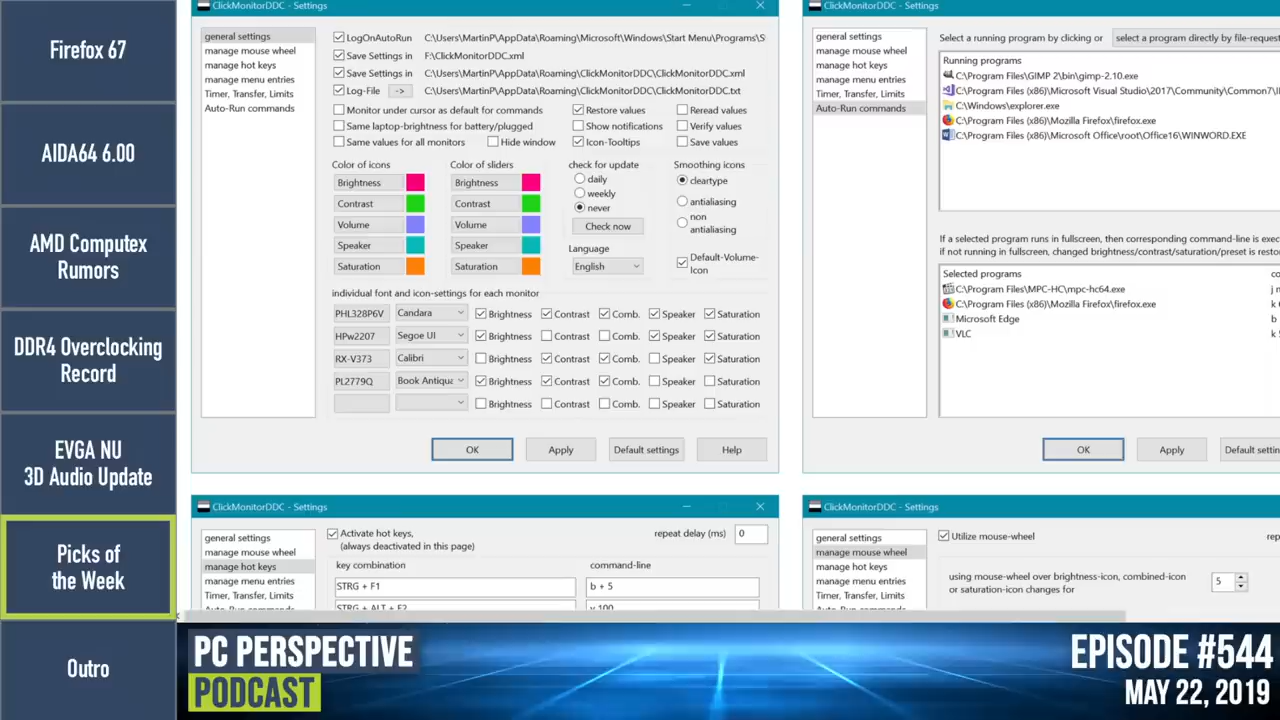 Firefox 67
AIDA64 6.00
AMD Computex
Rumors
DDR4 Overclocking
Record
EVGA NU
3D Audio Update
Picks of
the Week
Outro
ClickMonitorDDC - Settings
general settings
manage mouse wheel
manage hot keys
manage menu entries
Timer, Transfer, Limits
Auto-Run commands
LogOnAutoRun C:\Users\MartinP\AppData\Roaming\Microsoft\Windows\Start Menu\Programs\S
Save Settings in F:\ClickMonitorDDC.xml
Save Settings in C:\Users\MartinP\AppData\Roaming\ClickMonitorDDC\ClickMonitorDDC.xml
Log-File -> C:\Users\MartinP\AppData\Roaming\ClickMonitorDDC\ClickMonitorDDC.txt
Monitor under cursor as default for commands Restore values Reread values
Same laptop-brightness for battery/plugged Show notifications Verify values
Same values for all monitors Hide window Icon-Tooltips Save values
Color of icons Color of sliders check for update Smoothing icons
Brightness Brightness daily cleartype
Contrast Contrast weekly antialiasing
Volume Volume never non
antialiasing
Check now
Speaker Speaker Language Default-Volume-
Icon
Saturation Saturation English
individual font and icon-settings for each monitor
PHL328P6V Candara Brightness Contrast Comb. Speaker Saturation
HPw2207 Segoe UI Brightness Contrast Comb. Speaker Saturation
RX-V373 Calibri Brightness Contrast Comb. Speaker Saturation
PL2779Q Book Antiqua Brightness Contrast Comb. Speaker Saturation
Brightness Contrast Comb. Speaker Saturation
OK Apply Default settings Help
ClickMonitorDDC - Settings
general settings
manage mouse wheel
manage hot keys
manage menu entries
Timer, Transfer, Limits
Auto-Run commands
Select a running program by clicking or select a program directly by file-request
Running programs
C:\Program Files\GIMP 2\bin\gimp-2.10.exe
C:\Program Files (x86)\Microsoft Visual Studio\2017\Community\Common7\I
C:\Windows\explorer.exe
C:\Program Files (x86)\Mozilla Firefox\firefox.exe
C:\Program Files (x86)\Microsoft Office\root\Office16\WINWORD.EXE
If a selected program runs in fullscreen, then corresponding command-line is exec
if not running in fullscreen, changed brightness/contrast/saturation/preset is resto
Selected programs co
C:\Program Files\MPC-HC\mpc-hc64.exe j n
C:\Program Files (x86)\Mozilla Firefox\firefox.exe k
Microsoft Edge b
VLC k
OK Apply Default settin
ClickMonitorDDC - Settings
general settings
manage mouse wheel
manage hot keys
manage menu entries
Timer, Transfer, Limits
Auto-Run commands
Activate hot keys,
(always deactivated in this page)
repeat delay (ms) 0
key combination command-line
STRG + F1 b + 5
STRG + ALT + F2 v 100
ClickMonitorDDC - Settings
general settings
manage mouse wheel
manage hot keys
manage menu entries
Timer, Transfer, Limits
Auto-Run commands
Utilize mouse-wheel rep
using mouse-wheel over brightness-icon, combined-icon
or saturation-icon changes for 5
PC PERSPECTIVE
PODCAST
EPISODE #544
MAY 22, 2019